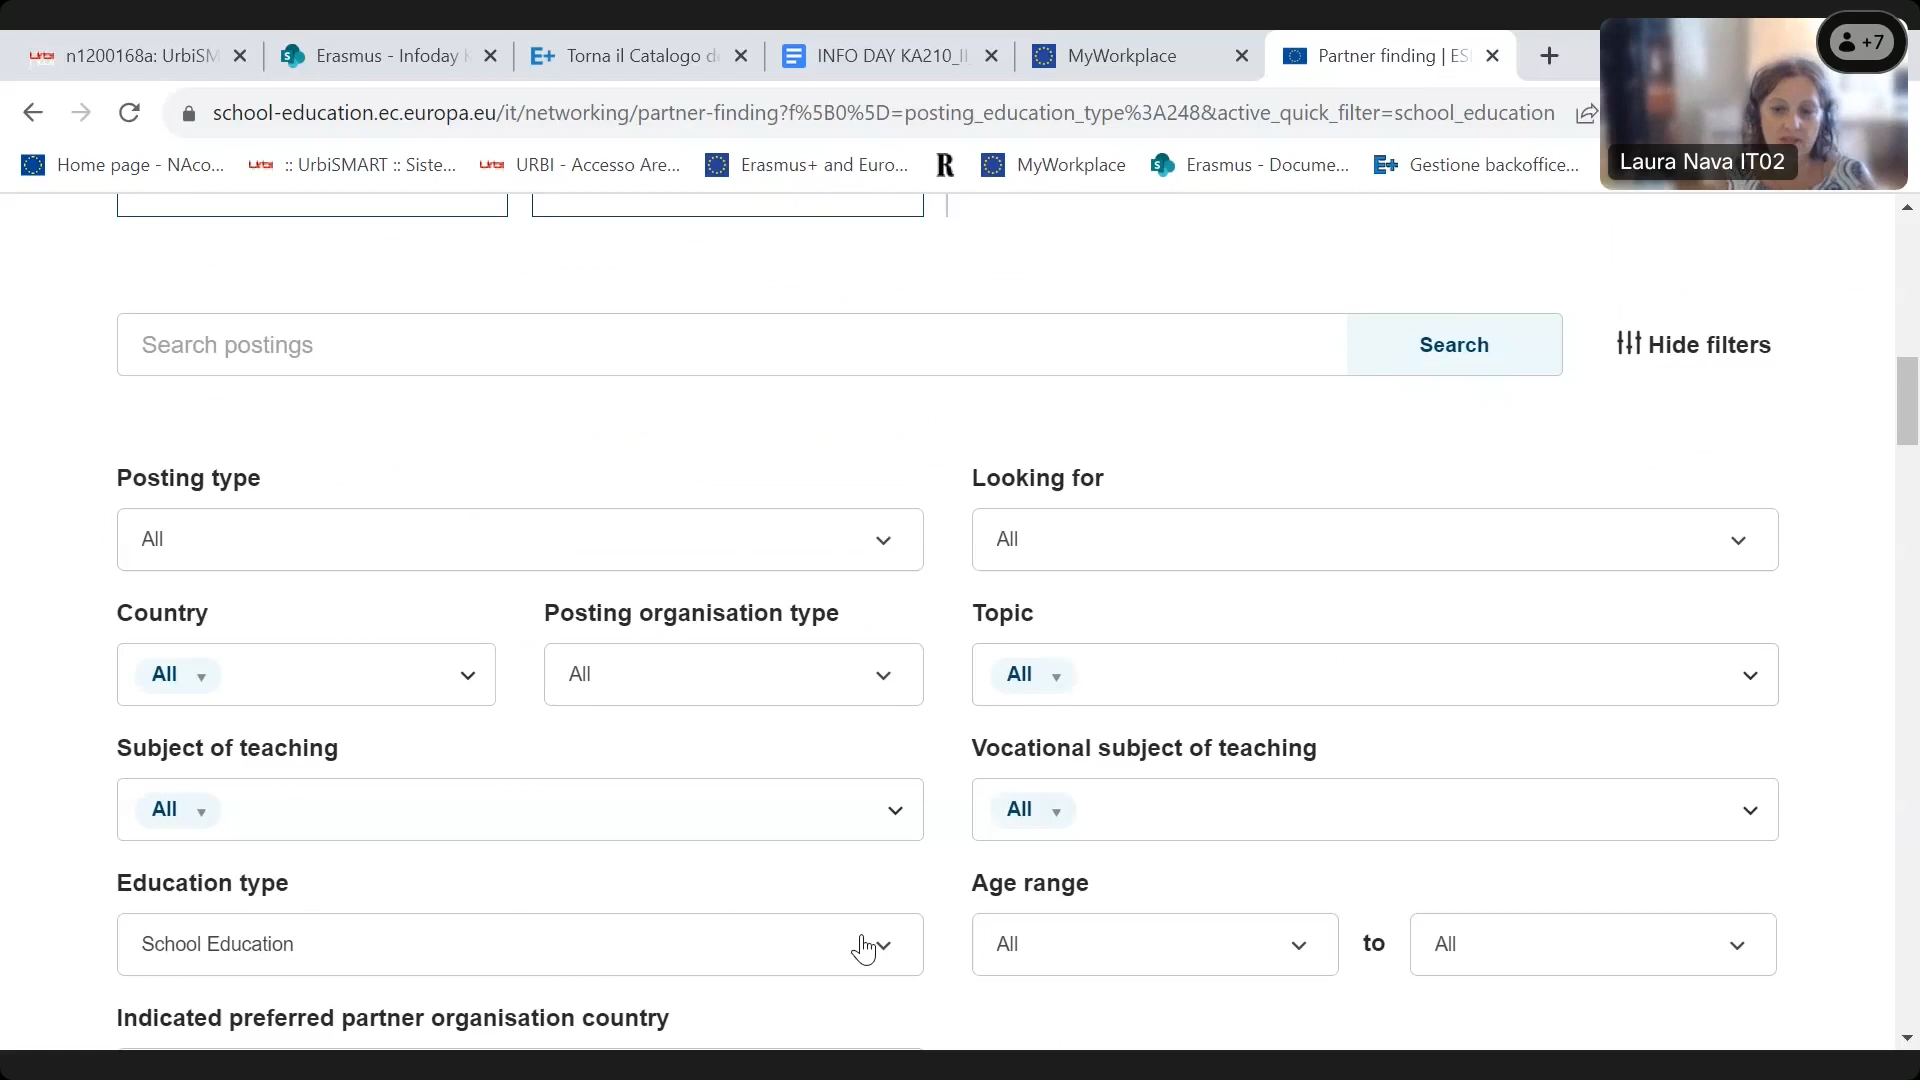 n1200168a: UrbiSM
Erasmus - Infoday K
Torna il Catalogo de
INFO DAY KA210_II
MyWorkplace
Partner finding | ESE
+7
school-education.ec.europa.eu/it/networking/partner-finding?f%5B0%5D=posting_education_type%3A248&active_quick_filter=school_education
Home page - NAco...
:: UrbiSMART :: Siste...
URBI - Accesso Are...
Erasmus+ and Euro...
R
MyWorkplace
Erasmus - Docume...
E+ Gestione backoffice...
Laura Nava IT02
Search postings
Search
Hide filters
Posting type
Looking for
All
All
Country
Posting organisation type
Topic
All
All
All
Subject of teaching
Vocational subject of teaching
All
All
Education type
Age range
School Education
All
to
All
Indicated preferred partner organisation country